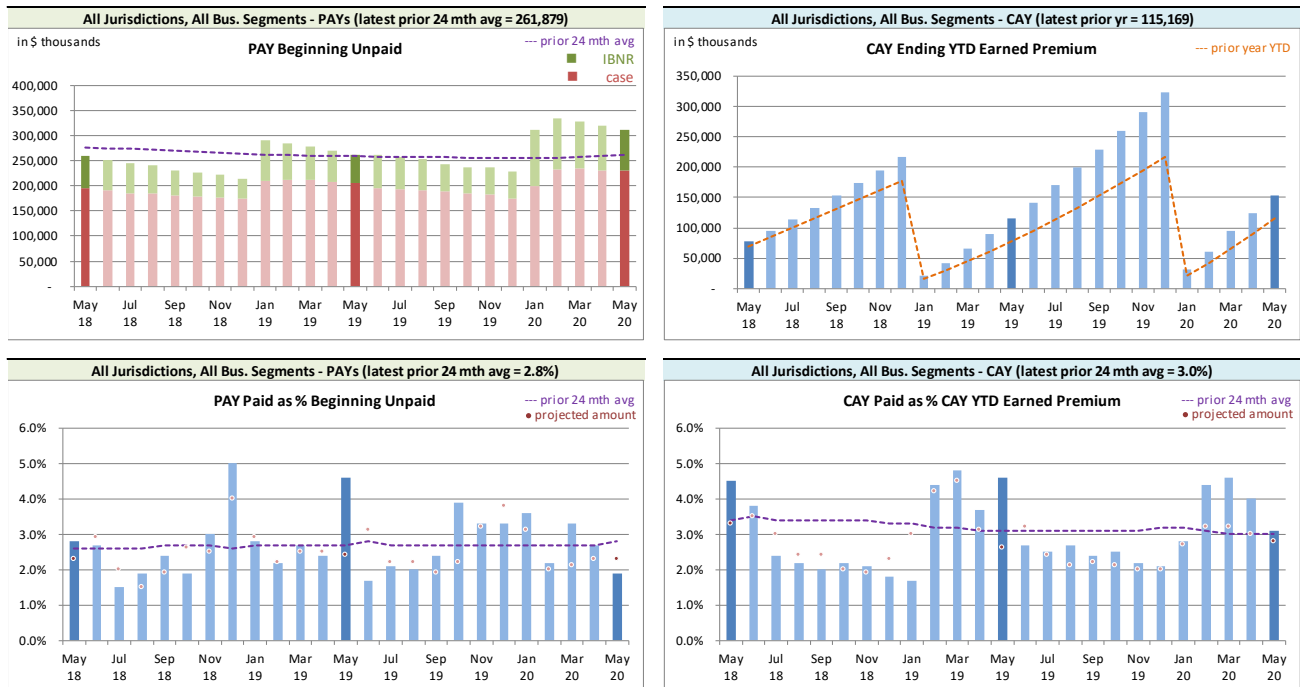 All Jurisdictions, All Bus. Segments - PAYs (latest prior 24 mth avg = 261,879)
in $ thousands
PAY Beginning Unpaid
--- prior 24 mth avg
IBNR
case
400,000
350,000
300,000
250,000
200,000
150,000
100,000
50,000
-
May Jul Sep Nov Jan Mar May Jul Sep Nov Jan Mar May
18 18 18 18 19 19 19 19 19 19 20 20 20
All Jurisdictions, All Bus. Segments - CAY (latest prior yr = 115,169)
in $ thousands
CAY Ending YTD Earned Premium
--- prior year YTD
350,000
300,000
250,000
200,000
150,000
100,000
50,000
-
May Jul Sep Nov Jan Mar May Jul Sep Nov Jan Mar May
18 18 18 18 19 19 19 19 19 19 20 20 20
All Jurisdictions, All Bus. Segments - PAYs (latest prior 24 mth avg = 2.8%)
PAY Paid as % Beginning Unpaid
--- prior 24 mth avg
projected amount
6.0%
5.0%
4.0%
3.0%
2.0%
1.0%
0.0%
May Jul Sep Nov Jan Mar May Jul Sep Nov Jan Mar May
18 18 18 18 19 19 19 19 19 19 20 20 20
All Jurisdictions, All Bus. Segments - CAY (latest prior 24 mth avg = 3.0%)
CAY Paid as % CAY YTD Earned Premium
--- prior 24 mth avg
projected amount
6.0%
5.0%
4.0%
3.0%
2.0%
1.0%
0.0%
May Jul Sep Nov Jan Mar May Jul Sep Nov Jan Mar May
18 18 18 18 19 19 19 19 19 19 20 20 20